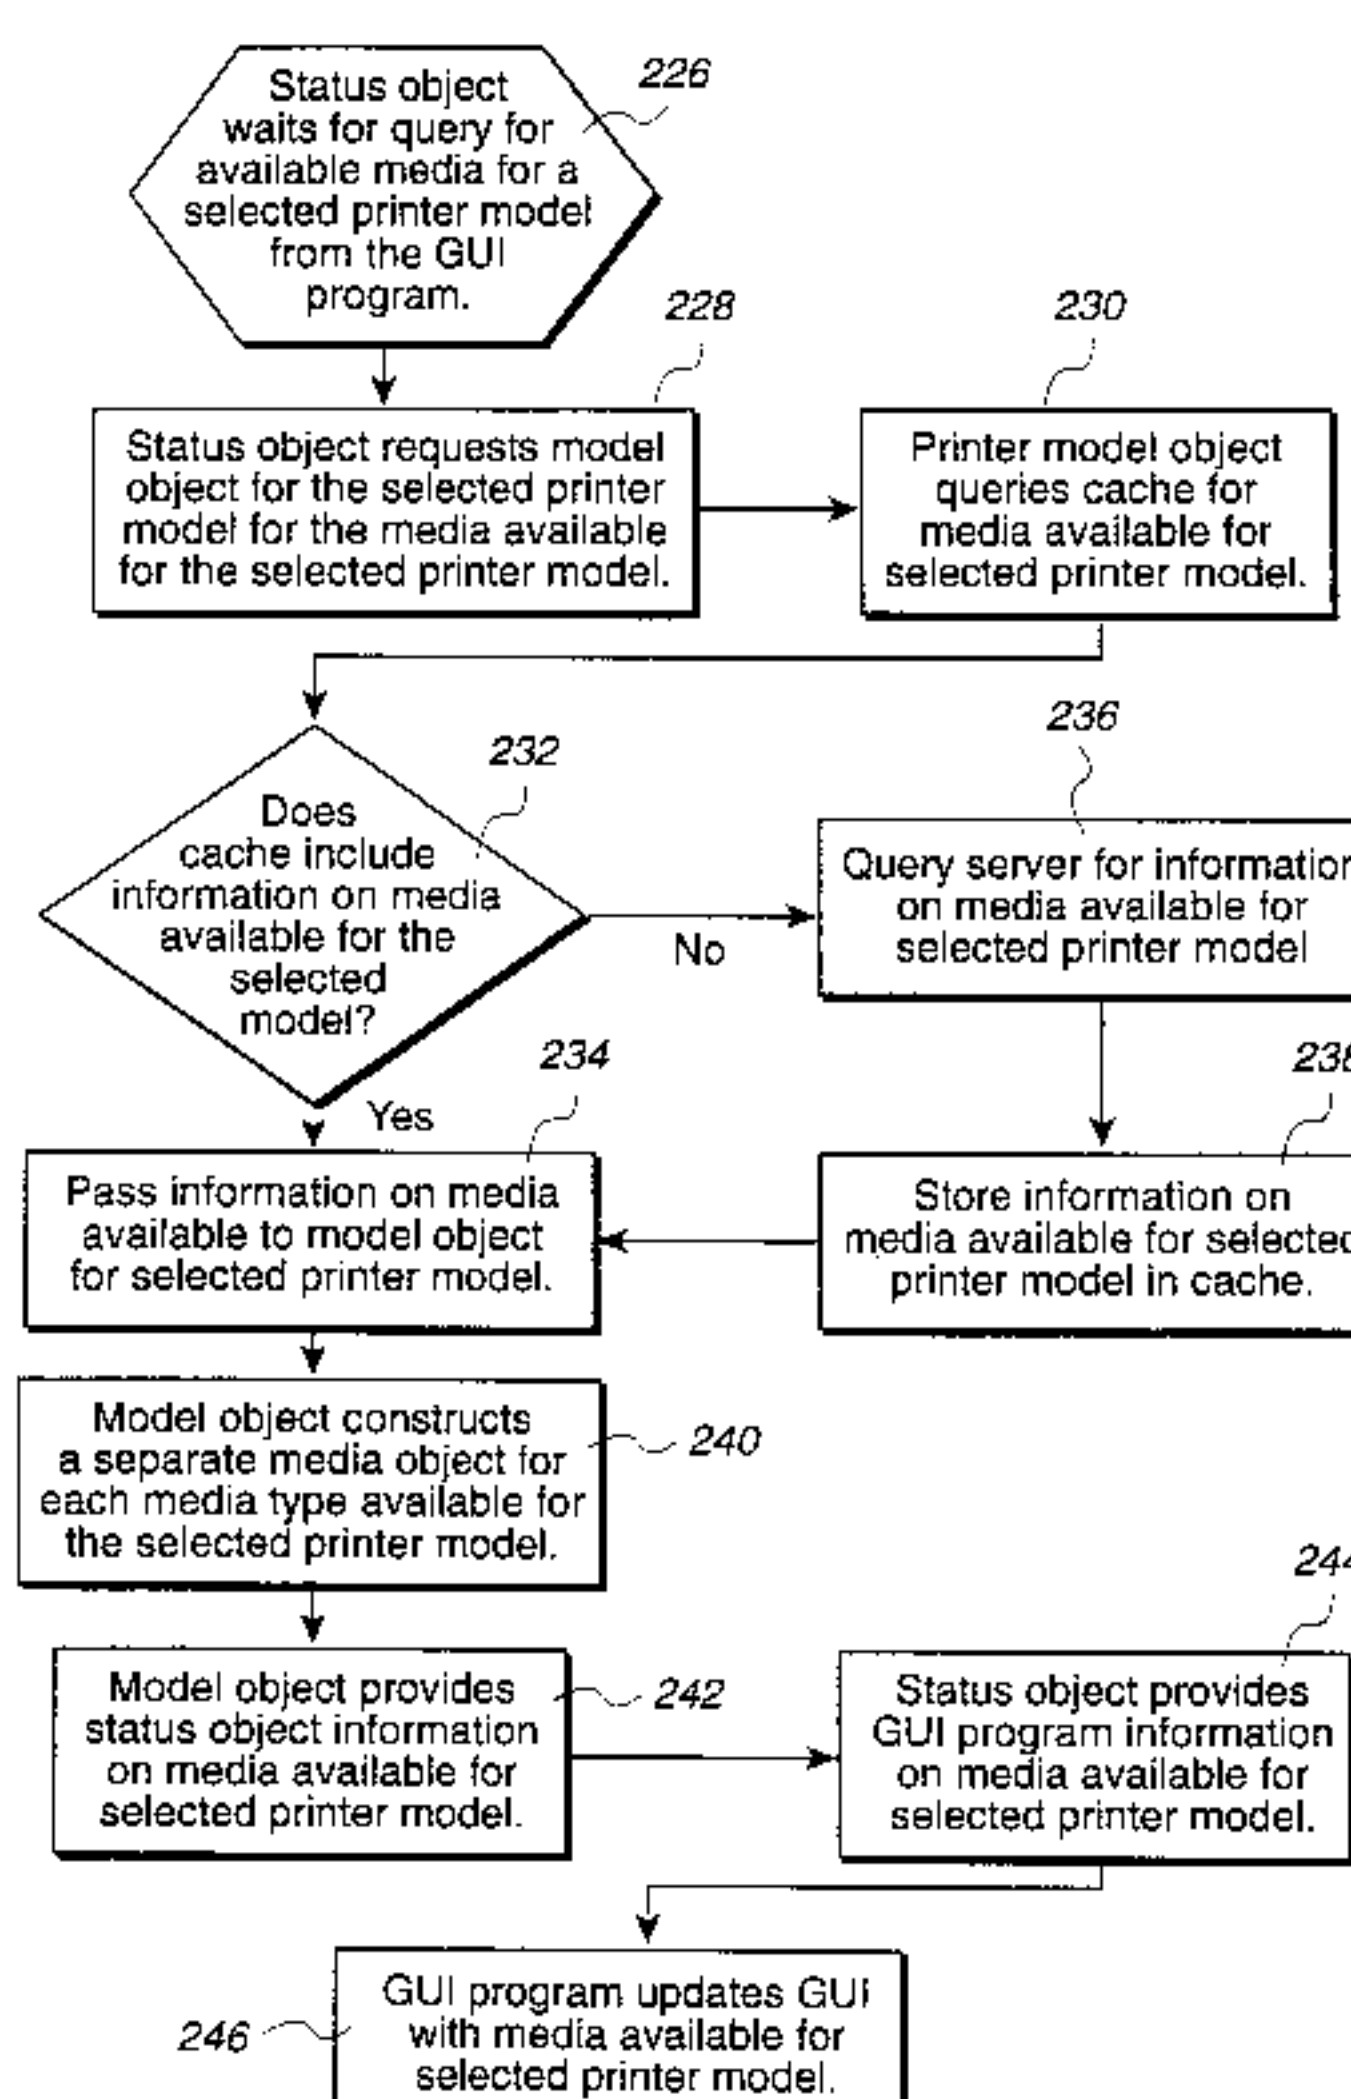 226
Status object
waits for query for
available media for a
selected printer model
from the GUI
program.
228
Status object requests model
object for the selected printer
model for the media available
for the selected printer model.
230
Printer model object
queries cache for
media available for
selected printer model.
232
Does
cache include
information on media
available for the
selected
model?
No
Yes
236
Query server for information
on media available for
selected printer model
234
Pass information on media
available to model object
for selected printer model.
238
Store information on
media available for selected
printer model in cache.
Model object constructs
a separate media object for
each media type available for
the selected printer model.
240
Model object provides
status object information
on media available for
selected printer model.
242
244
Status object provides
GUI program information
on media available for
selected printer model.
246
GUI program updates GUI
with media available for
selected printer model.